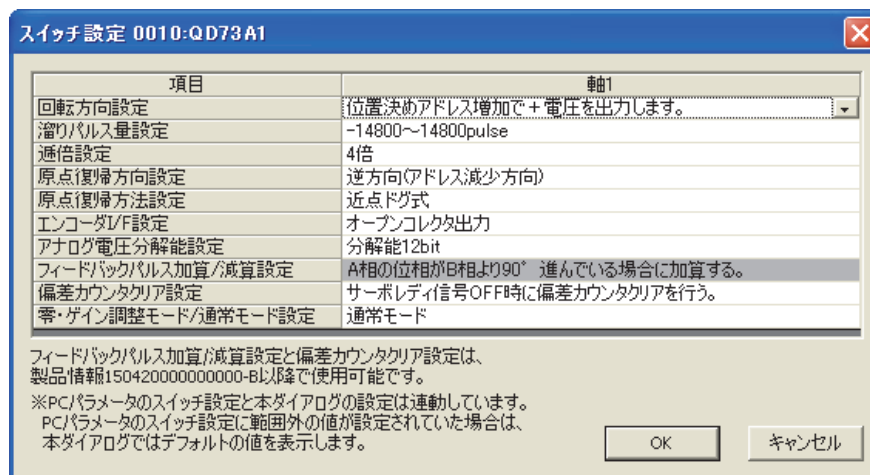 スイッチ設定 0010:QD73A1
項目 軸1
回転方向設定 位置決めアドレス増加で+電圧を出力します。
溜りパルス量設定 -14800~14800pulse
逓倍設定 4倍
原点復帰方向設定 逆方向(アドレス減少方向)
原点復帰方法設定 近点ドグ式
エンコーダI/F設定 オープンコレクタ出力
アナログ電圧分解能設定 分解能12bit
フィードバックパルス加算/減算設定 A相の位相がB相より90° 進んでいる場合に加算する。
偏差カウンタクリア設定 サーボレディ信号OFF時に偏差カウンタクリアを行う。
零・ゲイン調整モード/通常モード設定 通常モード
フィードバックパルス加算/減算設定と偏差カウンタクリア設定は、
製品情報150420000000000-B以降で使用可能です。
※PCパラメータのスイッチ設定と本ダイアログの設定は連動しています。
PCパラメータのスイッチ設定に範囲外の値が設定されていた場合は、
本ダイアログではデフォルトの値を表示します。
OK キャンセル